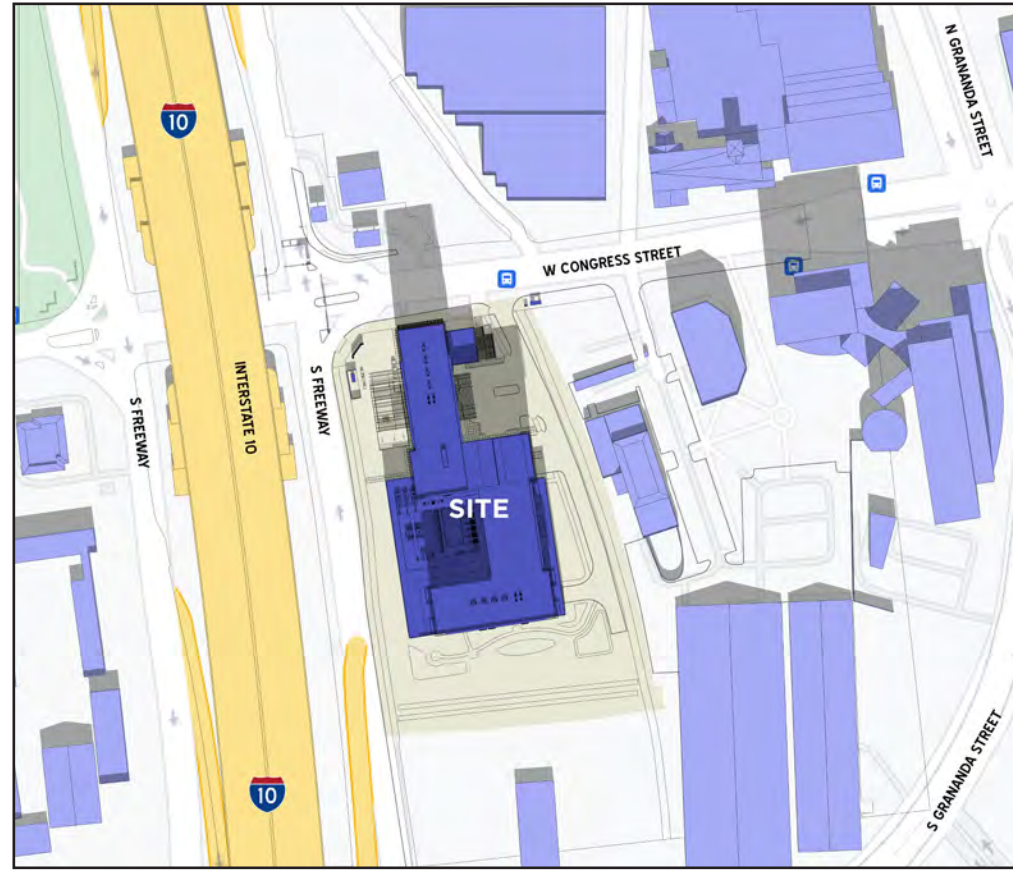 10
N GRANANDA STREET
W CONGRESS STREET
S FREEWAY
INTERSTATE 10
S FREEWAY
SITE
10
S GRANANDA STREET